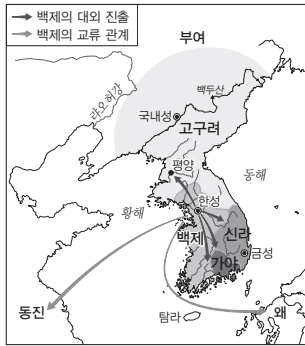 백제의 대외 진출
백제의 교류 관계
부여
랴오허강
백두산
국내성
고구려
평양
동해
한성
황해
백제
신라
가야
금성
동진
탐라
왜